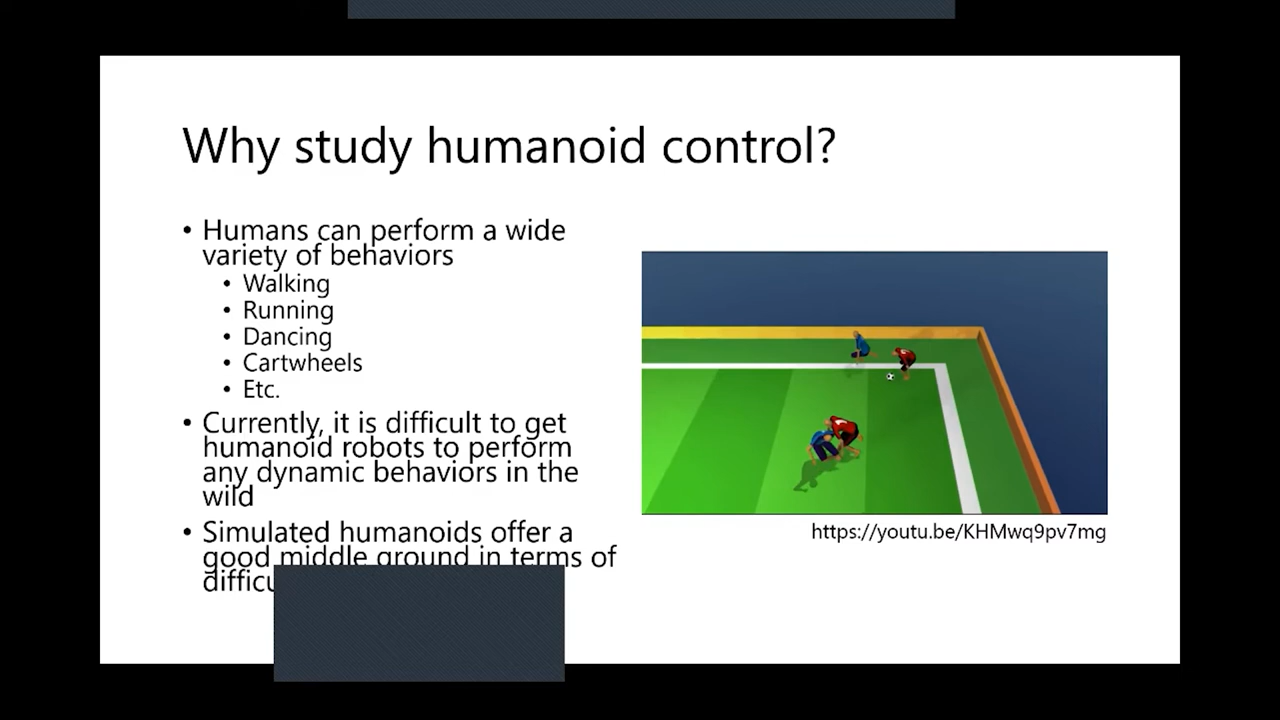 Why study humanoid control?
• Humans can perform a wide
variety of behaviors
• Walking
• Running
• Dancing
• Cartwheels
• Etc.
• Currently, it is difficult to get
humanoid robots to perform
any dynamic behaviors in the
wild
• Simulated humanoids offer a
good middle ground in terms of
https://youtu.be/KHMwq9pv7mg